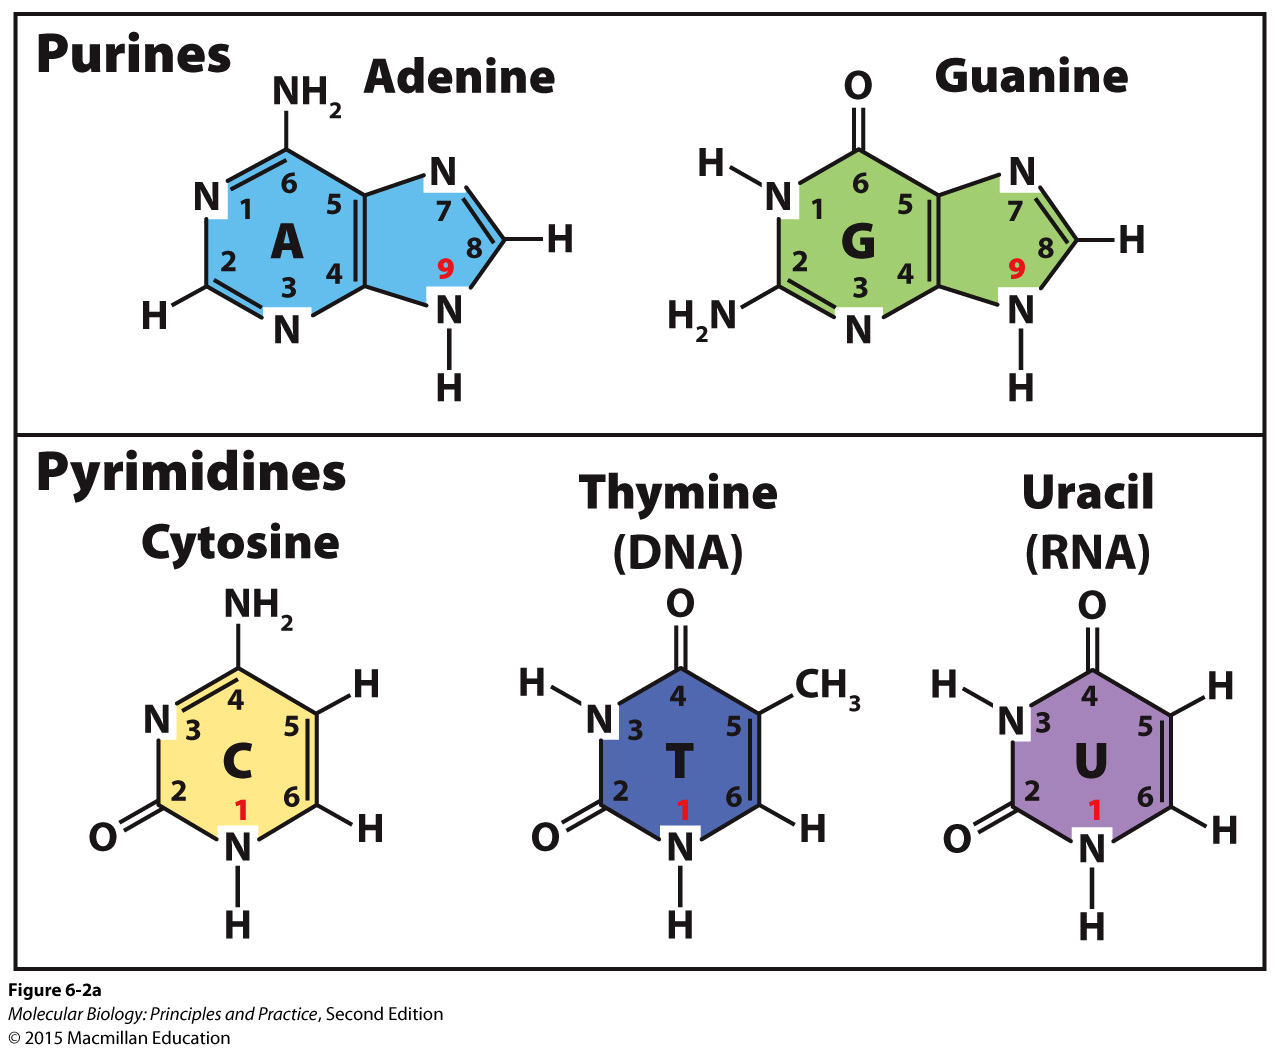 Purines
Adenine
Guanine
NH2
N
1
2
3
4
5
6
7
8
9
A
N
N
N
H
H
H
O
H
N
1
2
3
4
5
6
7
8
9
G
N
N
N
H
H2N
H
Pyrimidines
Cytosine
Thymine
(DNA)
Uracil
(RNA)
NH2
H
N
3
4
5
C
2
1
6
O
N
H
H
O
H
CH3
N
3
4
5
T
2
1
6
O
N
H
H
O
H
H
N
3
4
5
U
2
1
6
O
N
H
H
Figure 6-2a
Molecular Biology: Principles and Practice, Second Edition
© 2015 Macmillan Education